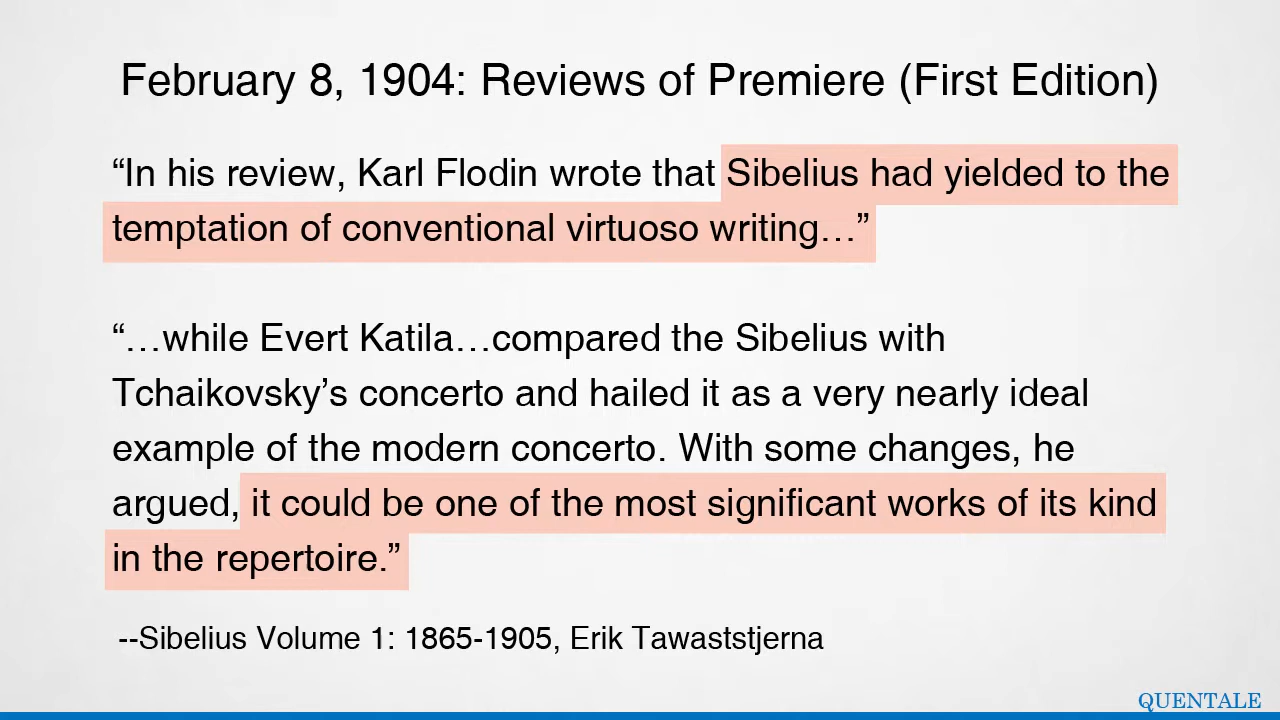 February 8, 1904: Reviews of Premiere (First Edition)
“In his review, Karl Flodin wrote that Sibelius had yielded to the
temptation of conventional virtuoso writing…”
“…while Evert Katila…compared the Sibelius with
Tchaikovsky’s concerto and hailed it as a very nearly ideal
example of the modern concerto. With some changes, he
argued, it could be one of the most significant works of its kind
in the repertoire.”
--Sibelius Volume 1: 1865-1905, Erik Tawaststjerna
QUENTALE